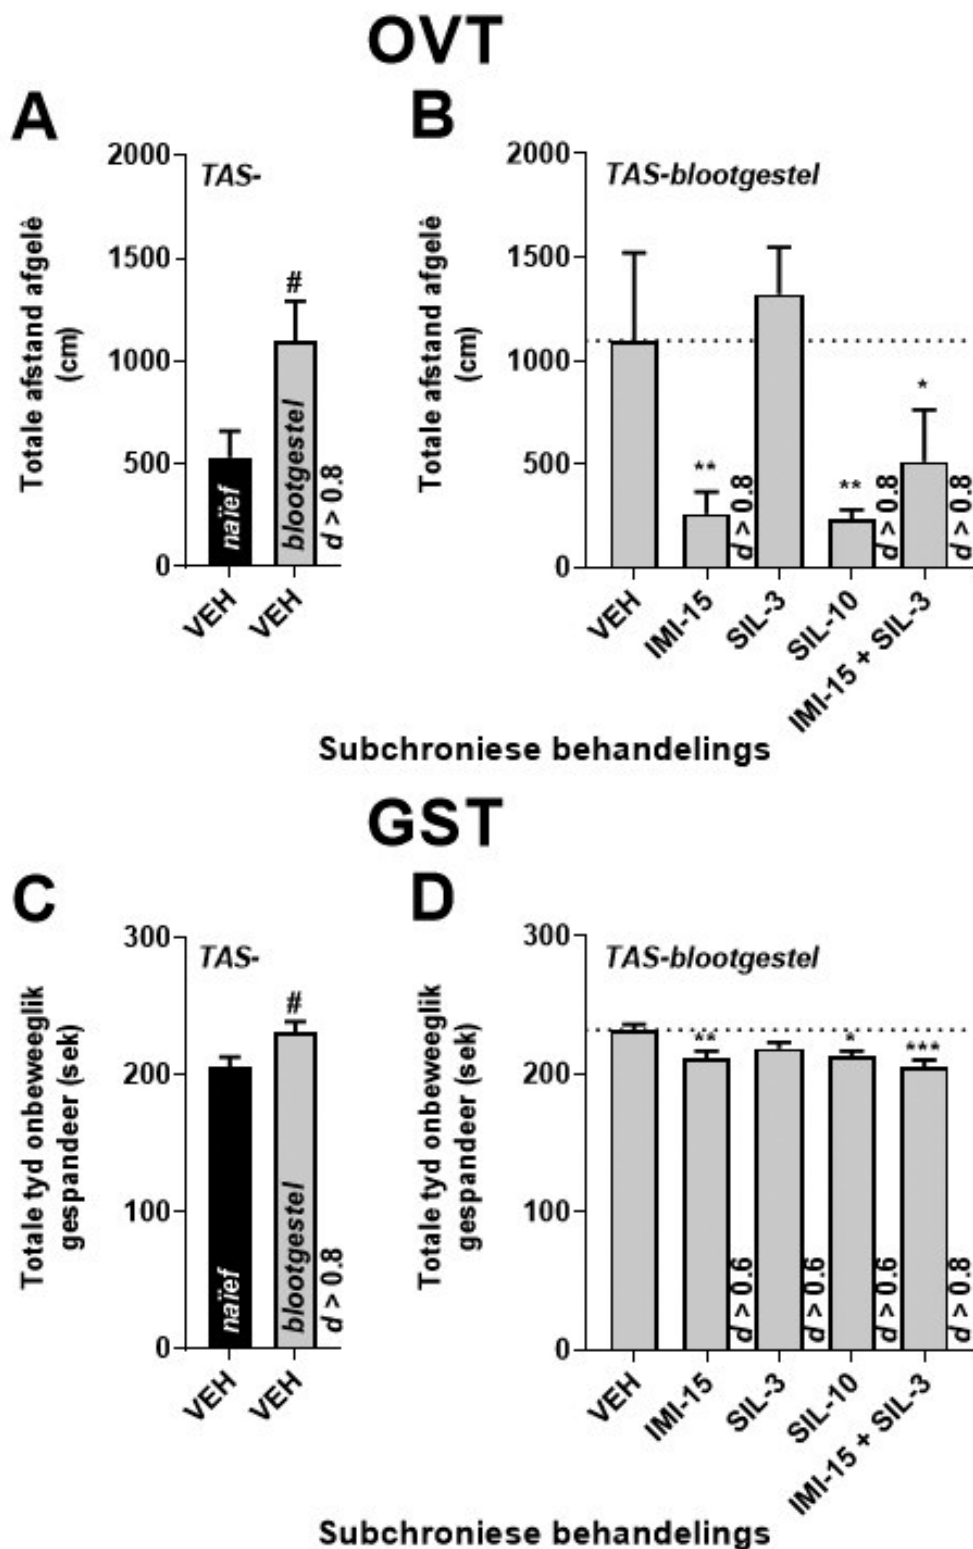 OVT
A
2000
1500
1000
500
0
Totale afstand afgelê
(cm)
TAS-
#
naïef
blootgestel
d > 0.8
VEH
VEH
B
2000
1500
1000
500
0
Totale afstand afgelê
(cm)
TAS-blootgestel
**
d > 0.8
**
d > 0.8
*
d > 0.8
VEH
IMI-15
SIL-3
SIL-10
IMI-15 + SIL-3
Subchroniese behandelings
GST
C
300
200
100
0
Totale tyd onbeweeglik
gespandeer (sek)
TAS-
#
naïef
blootgestel
d > 0.8
VEH
VEH
D
300
200
100
0
Totale tyd onbeweeglik
gespandeer (sek)
TAS-blootgestel
**
d > 0.6
d > 0.6
*
d > 0.6
***
d > 0.8
VEH
IMI-15
SIL-3
SIL-10
IMI-15 + SIL-3
Subchroniese behandelings